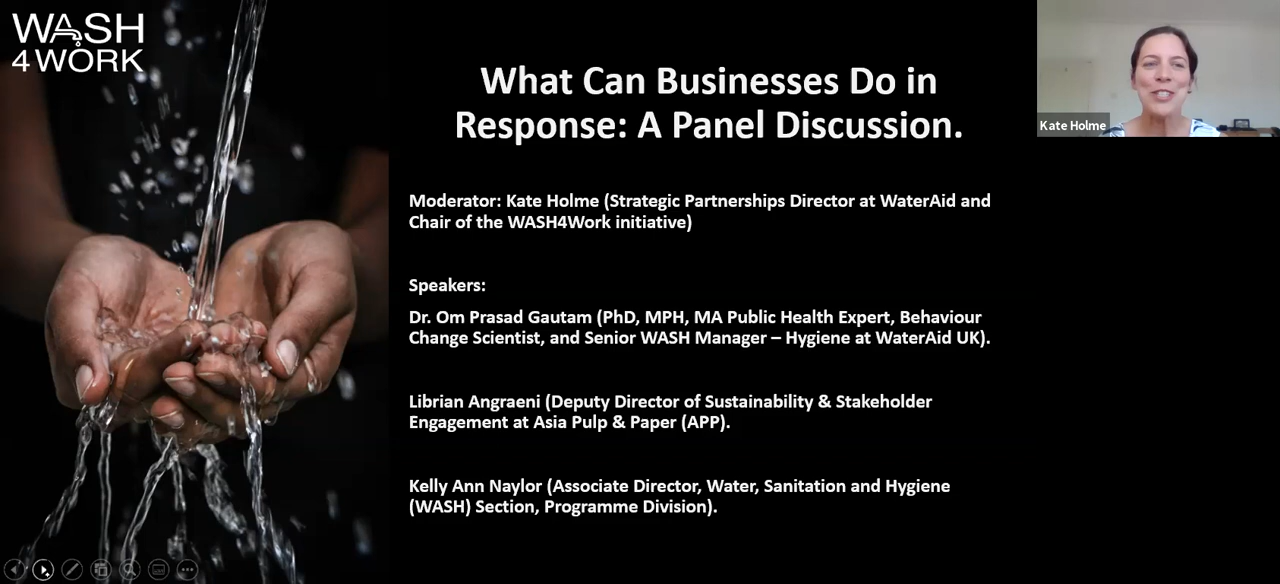 WASH
4WORK
What Can Businesses Do in
Response: A Panel Discussion.
Kate Holme
Moderator: Kate Holme (Strategic Partnerships Director at WaterAid and
Chair of the WASH4Work initiative)
Speakers:
Dr. Om Prasad Gautam (PhD, MPH, MA Public Health Expert, Behaviour
Change Scientist, and Senior WASH Manager – Hygiene at WaterAid UK).
Librian Angraeni (Deputy Director of Sustainability & Stakeholder
Engagement at Asia Pulp & Paper (APP).
Kelly Ann Naylor (Associate Director, Water, Sanitation and Hygiene
(WASH) Section, Programme Division).